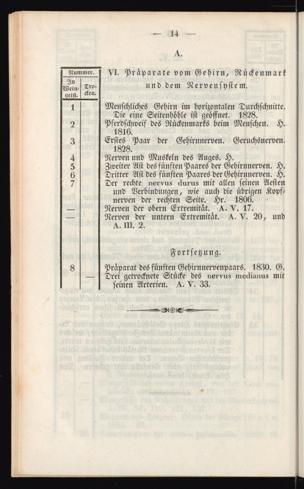 — 14 —
A.
Nummer.
In Weingeist. Trocken.
VI. Präparate vom Gehirn, Rückenmark
und dem Nervensystem.
1 Menschliches Gehirn im horizontalen Durchschnitte.
Die eine Seitenhöhle ist geöffnet. 1828.
2 Pferdschweif des Rückenmarks beim Menschen. H.
1816.
3 Erstes Paar der Gehirnnerven. Geruchsnerven.
1828.
4 Nerven und Muskeln des Auges. H.
5 Zweiter Ast des fünften Paares der Gehirnnerven. H.
6 Dritter Ast des fünften Paares der Gehirnnerven. H.
7 Der rechte nervus durus mit allen seinen Aesten
und Verbindungen, wie auch die übrigen Kopf-
nerven der rechten Seite. Hr. 1806.
— Nerven der obern Extremität. A. V. 17.
— Nerven der untern Extremität. A. V. 20, und
A. III. 2.
Fortsetzung.
8 Präparat des fünften Gehirnnervenpaars. 1830. G.
— Drei getrocknete Stücke des nervus medianus mit
seinen Arterien. A. V. 33.